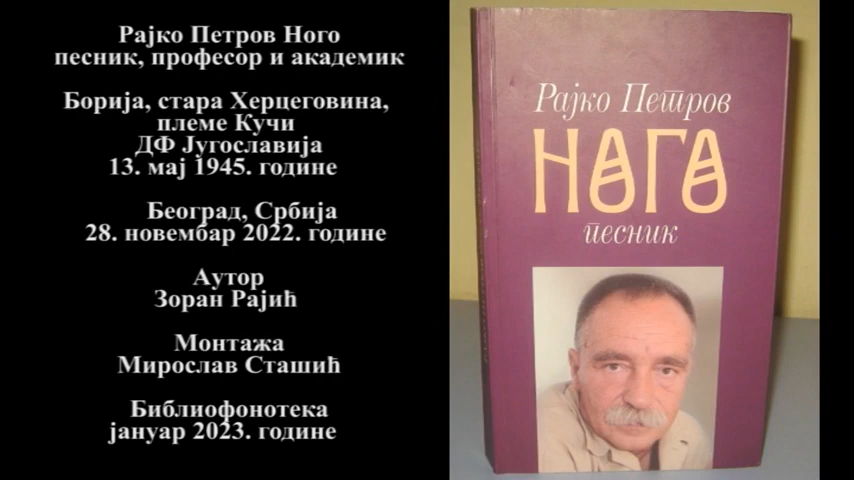 Рајко Петров Ного
песник, професор и академик
Борија, стара Херцеговина,
племе Кучи
ДФ Југославија
13. мај 1945. године
Београд, Србија
28. новембар 2022. године
Аутор
Зоран Рајић
Монтажа
Мирослав Сташић
Библиофонотека
јануар 2023. године
Рајко Петров
НОГО
песник